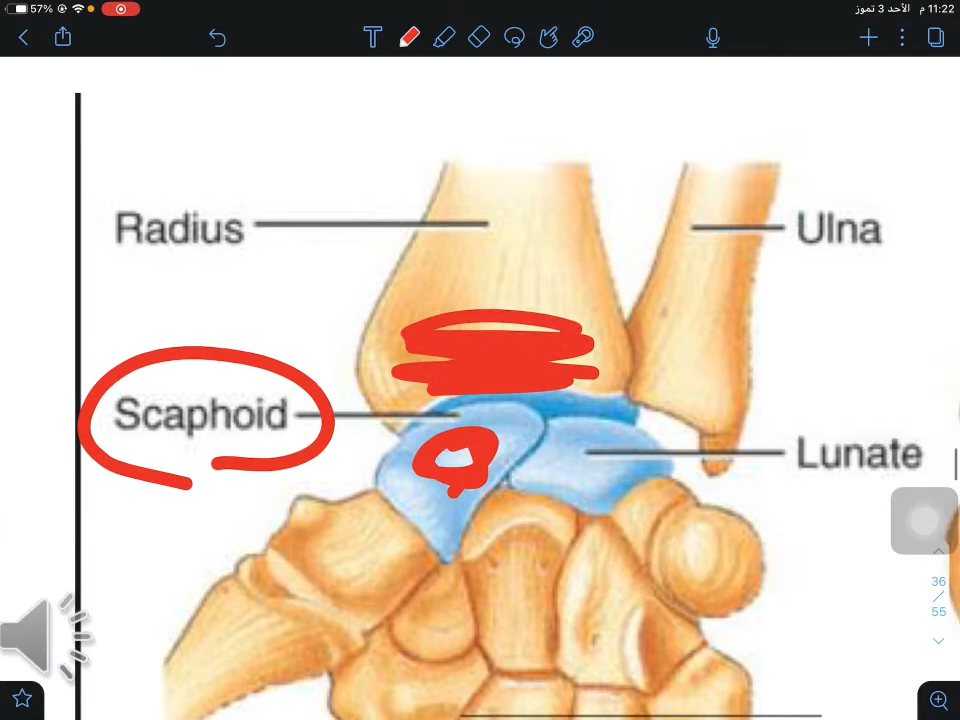 57%
11:22 م الأحد 3 تموز
T
Radius
Ulna
Scaphoid
Lunate
36
/
55